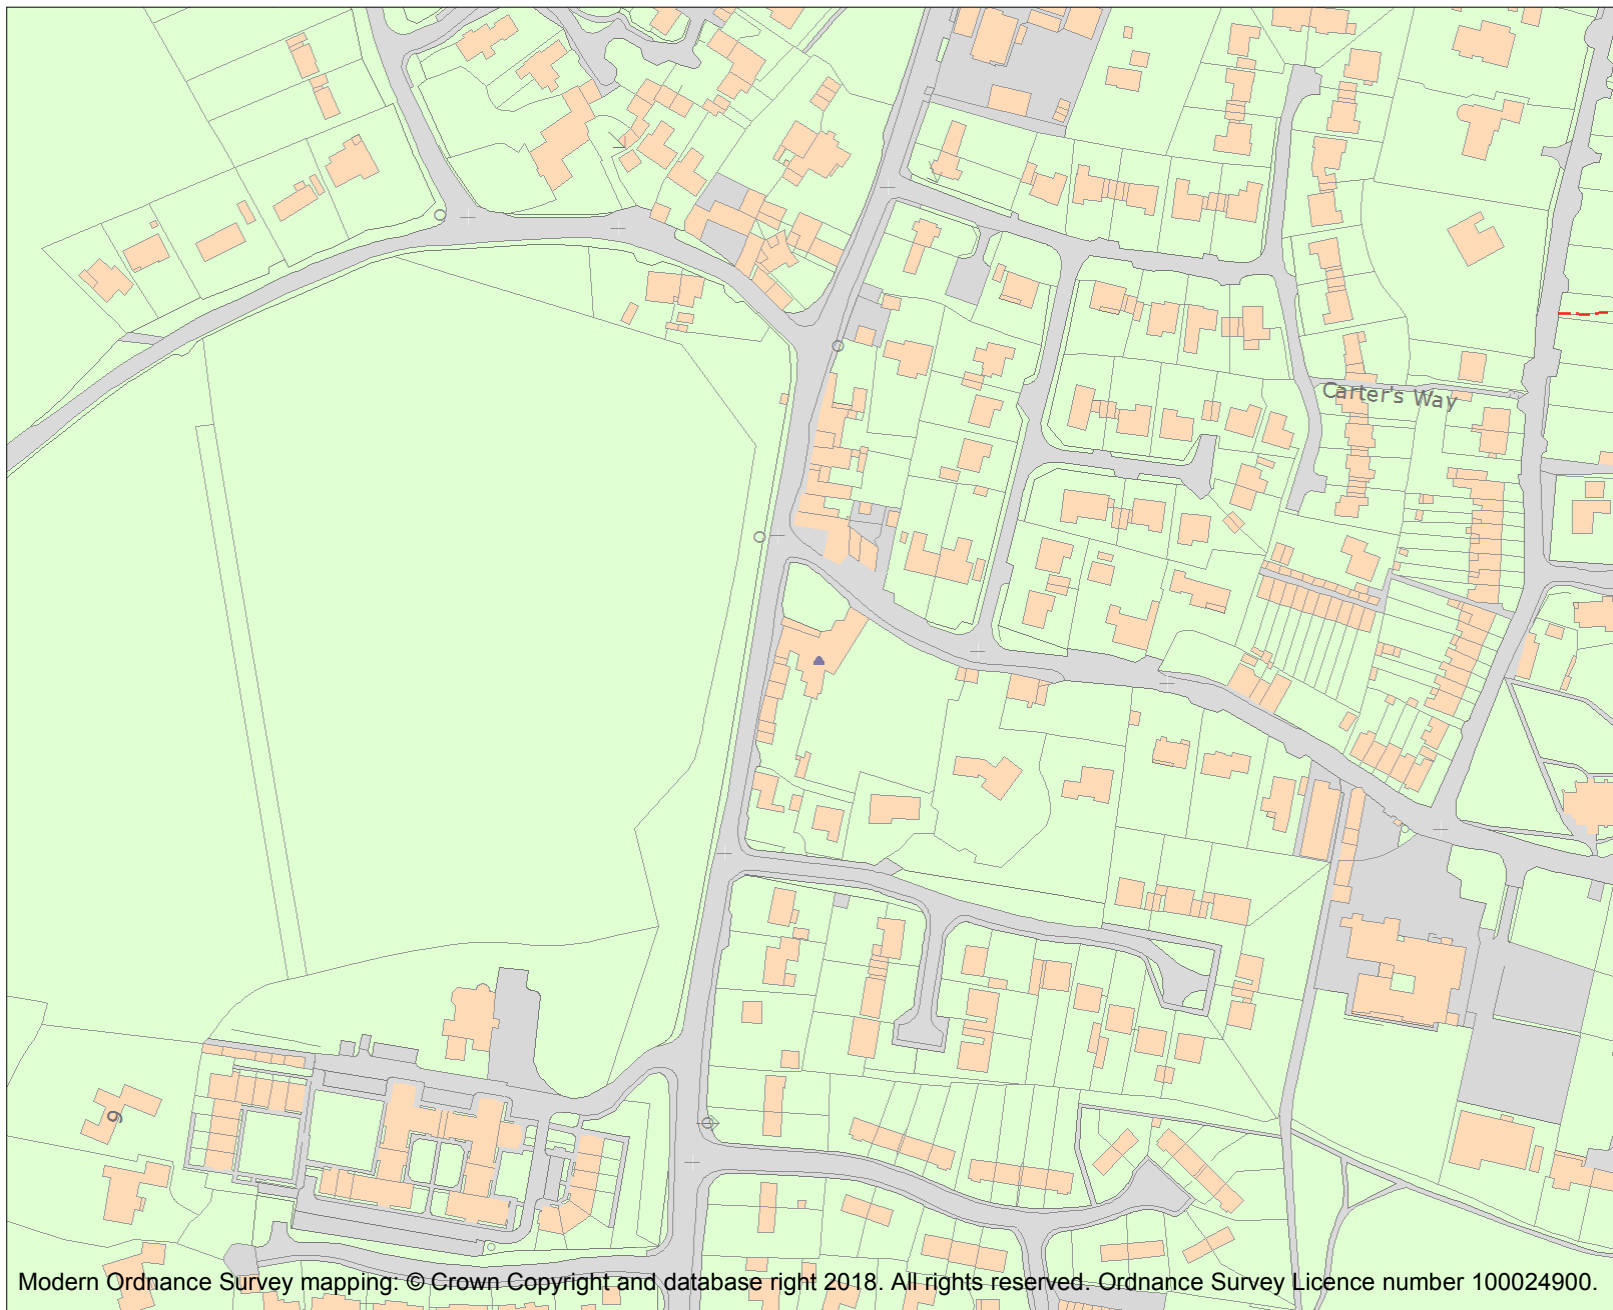 Carter's Way
9
Modern Ordnance Survey mapping: © Crown Copyright and database right 2018. All rights reserved. Ordnance Survey Licence number 100024900.